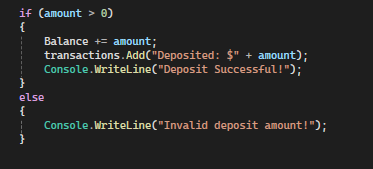 if (amount > 0)
{
    Balance += amount;
    transactions.Add("Deposited: $" + amount);
    Console.WriteLine("Deposit Successful!");
}
else
{
    Console.WriteLine("Invalid deposit amount!");
}